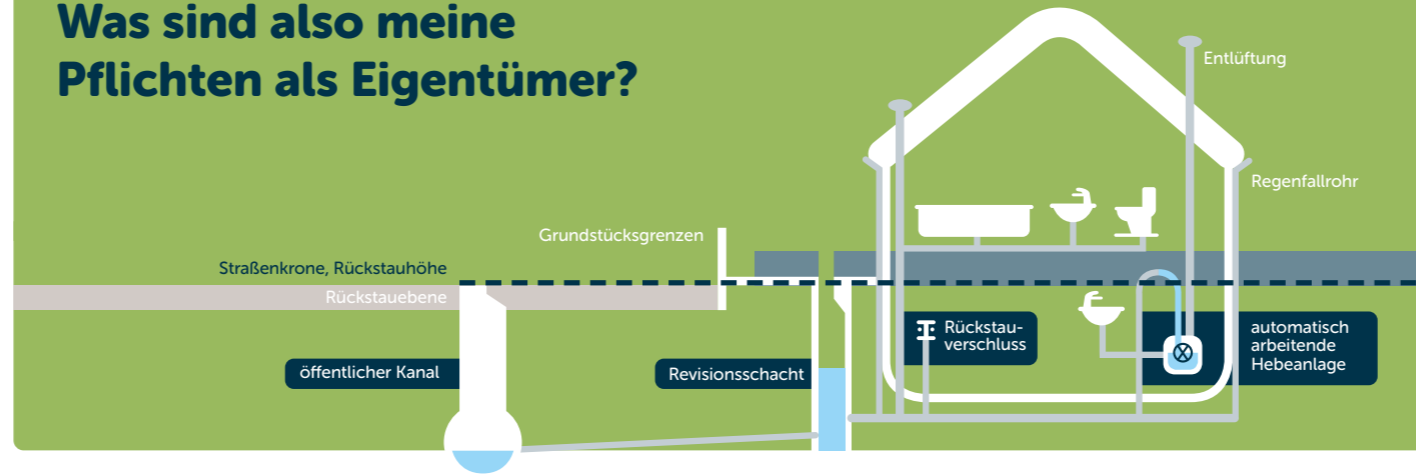 Was sind also meine
Pflichten als Eigentümer?
Entlüftung
Regenfallrohr
Grundstücksgrenzen
Straßenkrone, Rückstauhöhe
Rückstauebene
Rückstau-
verschluss
automatisch
arbeitende
Hebeanlage
öffentlicher Kanal
Revisionsschacht